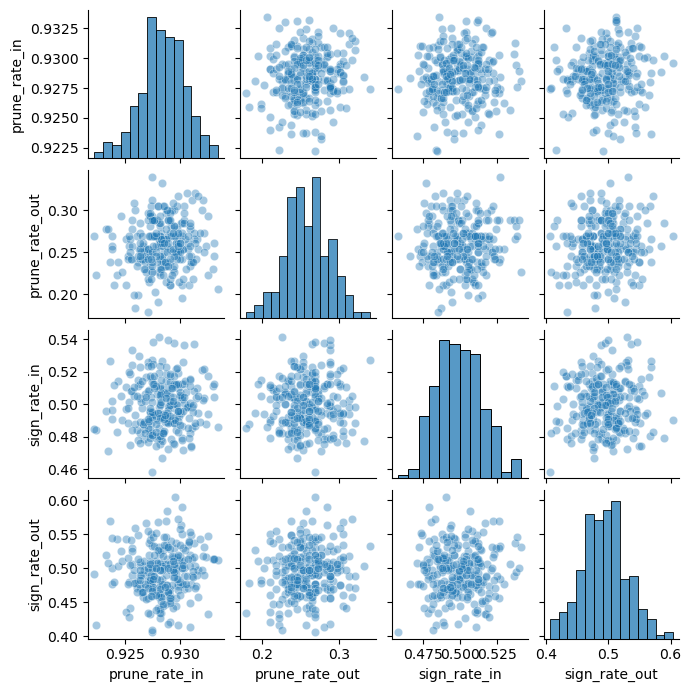 prune_rate_in
0.9325
0.9300
0.9275
0.9250
0.9225
prune_rate_out
0.30
0.25
0.20
sign_rate_in
0.54
0.52
0.50
0.48
0.46
sign_rate_out
0.60
0.55
0.50
0.45
0.40
0.925 0.930
0.2 0.3
0.475 0.500 0.525
0.4 0.5 0.6
prune_rate_in prune_rate_out sign_rate_in sign_rate_out